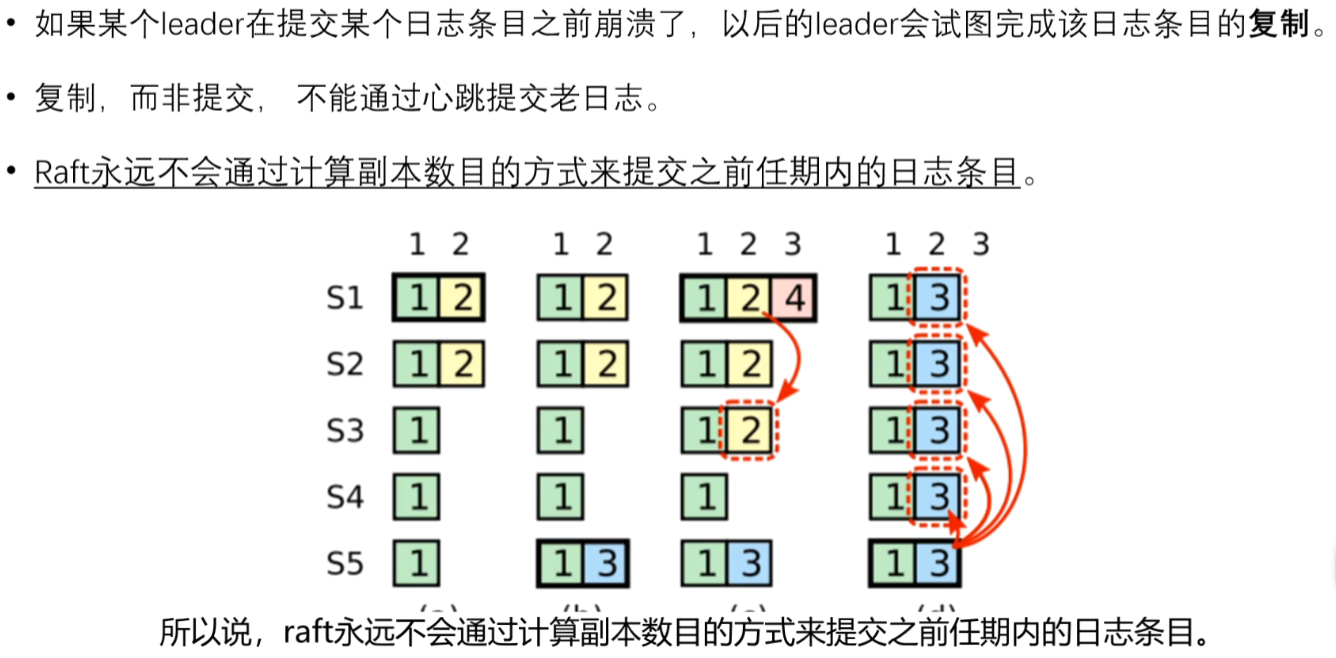 • 如果某个leader在提交某个日志条目之前崩溃了，以后的leader会试图完成该日志条目的复制。
• 复制，而非提交， 不能通过心跳提交老日志。
• Raft永远不会通过计算副本数目的方式来提交之前任期内的日志条目。
1 2 1 2 1 2 3 1 2 3
S1 1 2 1 2 1 2 4 1 3
S2 1 2 1 2 1 2 1 3
S3 1 1 1 2 1 3
S4 1 1 1 1 3
S5 1 1 3 1 3 1 3
所以说，raft永远不会通过计算副本数目的方式来提交之前任期内的日志条目。